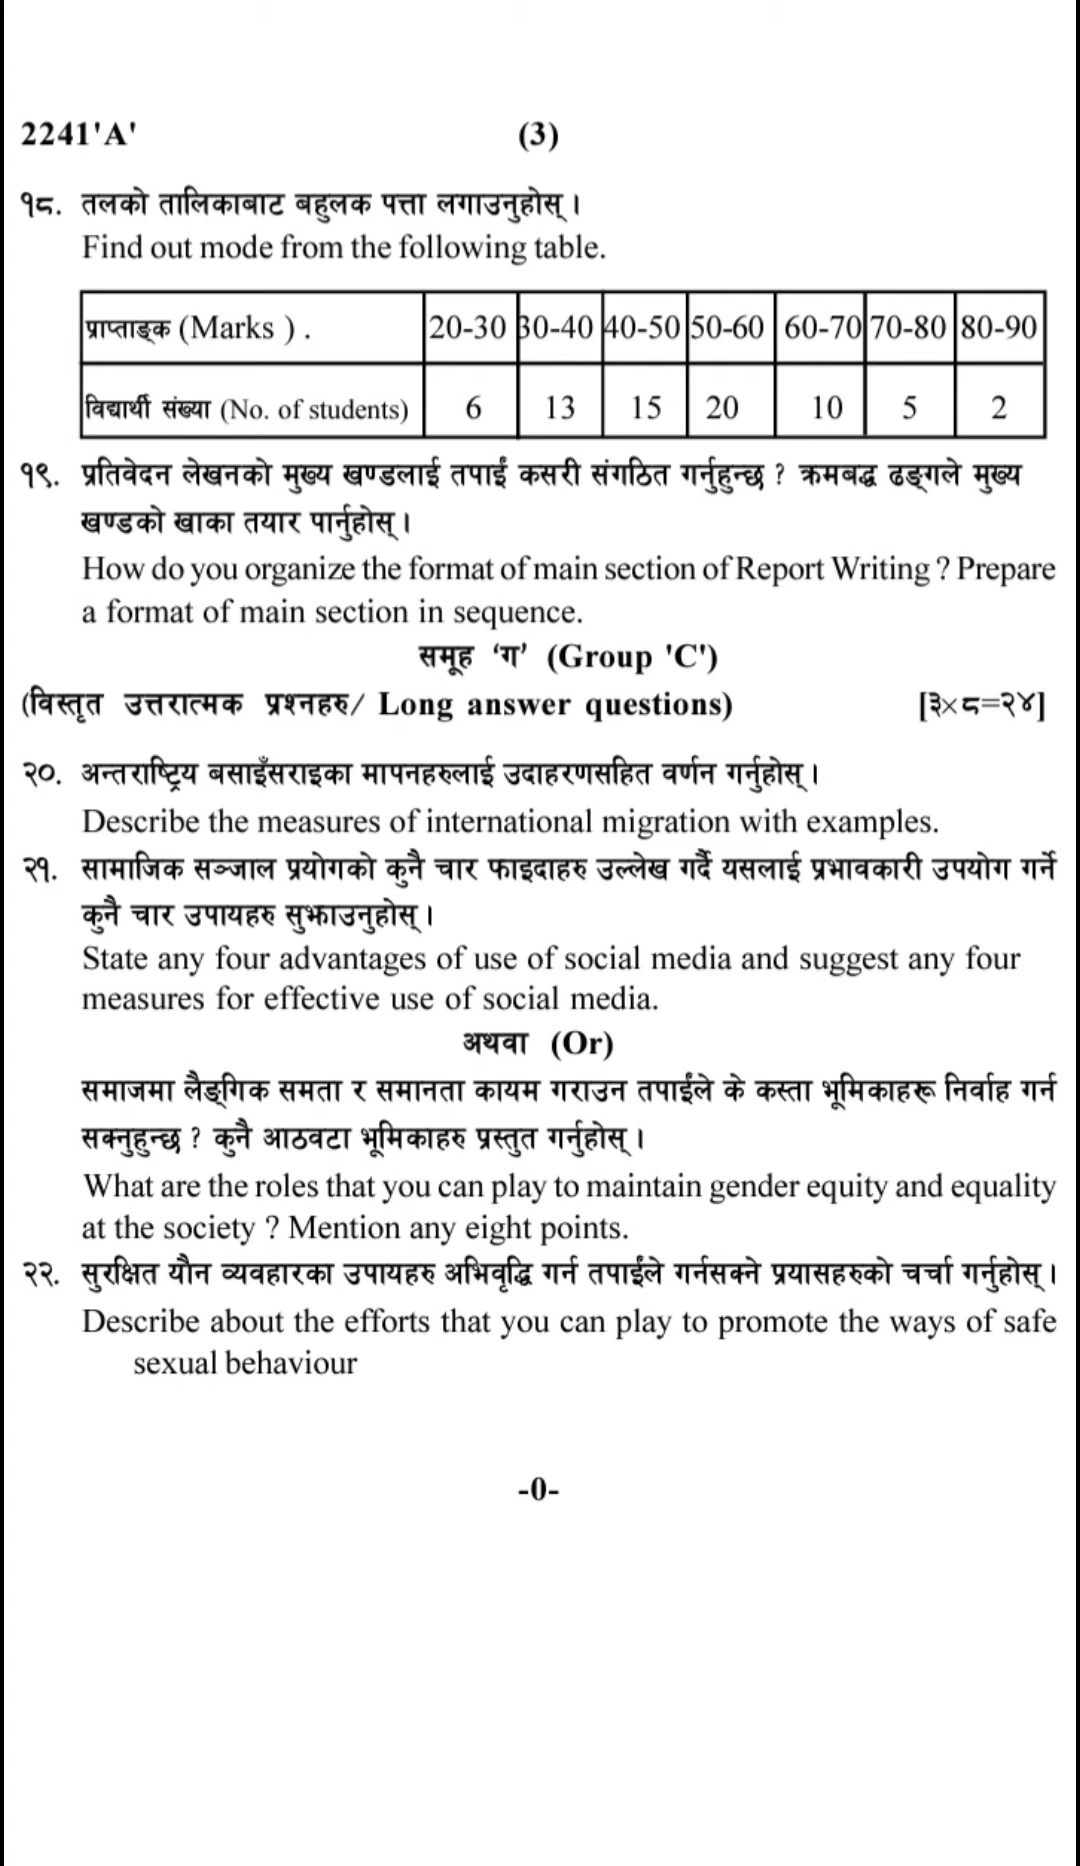 2241'A' (3)
१८. तलको तालिकाबाट बहुलक पत्ता लगाउनुहोस् ।
Find out mode from the following table.
प्राप्ताङ्क (Marks ) . 20-30 30-40 40-50 50-60 60-70 70-80 80-90
विद्यार्थी संख्या (No. of students) 6 13 15 20 10 5 2
१९. प्रतिवेदन लेखनको मुख्य खण्डलाई तपाईं कसरी संगठित गर्नुहुन्छ ? क्रमबद्ध ढङ्गले मुख्य
खण्डको खाका तयार पार्नुहोस् ।
How do you organize the format of main section of Report Writing ? Prepare
a format of main section in sequence.
समूह ‘ग’ (Group 'C')
(विस्तृत उत्तरात्मक प्रश्नहरु/ Long answer questions) [३×८=२४]
२०. अन्तराष्ट्रिय बसाइँसराइका मापनहरुलाई उदाहरणसहित वर्णन गर्नुहोस् ।
Describe the measures of international migration with examples.
२१. सामाजिक सञ्जाल प्रयोगको कुनै चार फाइदाहरु उल्लेख गर्दै यसलाई प्रभावकारी उपयोग गर्ने
कुनै चार उपायहरु सुझाउनुहोस् ।
State any four advantages of use of social media and suggest any four
measures for effective use of social media.
अथवा (Or)
समाजमा लैङ्गिक समता र समानता कायम गराउन तपाईंले के कस्ता भूमिकाहरू निर्वाह गर्न
सक्नुहुन्छ ? कुनै आठवटा भूमिकाहरु प्रस्तुत गर्नुहोस् ।
What are the roles that you can play to maintain gender equity and equality
at the society ? Mention any eight points.
२२. सुरक्षित यौन व्यवहारका उपायहरु अभिवृद्धि गर्न तपाईंले गर्नसक्ने प्रयासहरुको चर्चा गर्नुहोस् ।
Describe about the efforts that you can play to promote the ways of safe
sexual behaviour
-0-